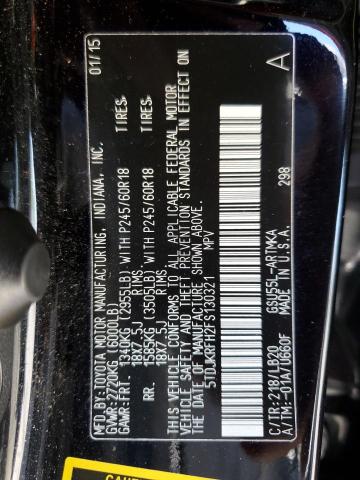 MFD. BY:
TOYOTA MOTOR MANUFACTURING, INDIANA, INC. 01/15
GVWR:2720KG (6000LB)
GAWR:FRT. 1340KG (2955LB) WITH P245/60R18 TIRES,
18X7.5J RIMS,
RR. 1585KG (3505LB) WITH P245/60R18 TIRES,
18X7.5J RIMS,
THIS VEHICLE CONFORMS TO ALL APPLICABLE FEDERAL MOTOR
VEHICLE SAFETY AND THEFT PREVENTION STANDARDS IN EFFECT ON
THE DATE OF MANUFACTURE SHOWN ABOVE.
5TDJKRFH2FS130321 MPV
A
298
C/TR:218/LB20 GSU55L-ARTMKA
A/TM:-01A/U660F MADE IN U.S.A.